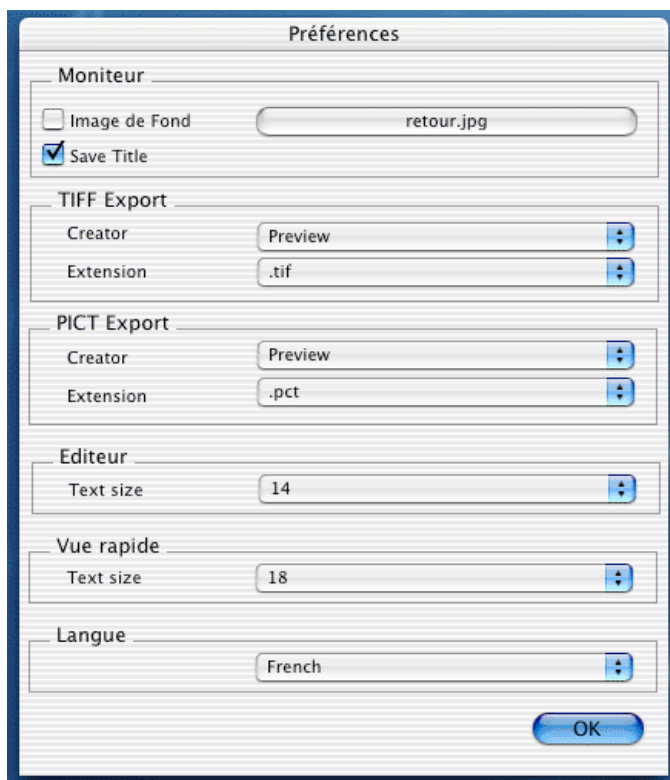 Préférences
Moniteur
Image de Fond retour.jpg
Save Title
TIFF Export
Creator Preview
Extension .tif
PICT Export
Creator Preview
Extension .pct
Editeur
Text size 14
Vue rapide
Text size 18
Langue
French
OK